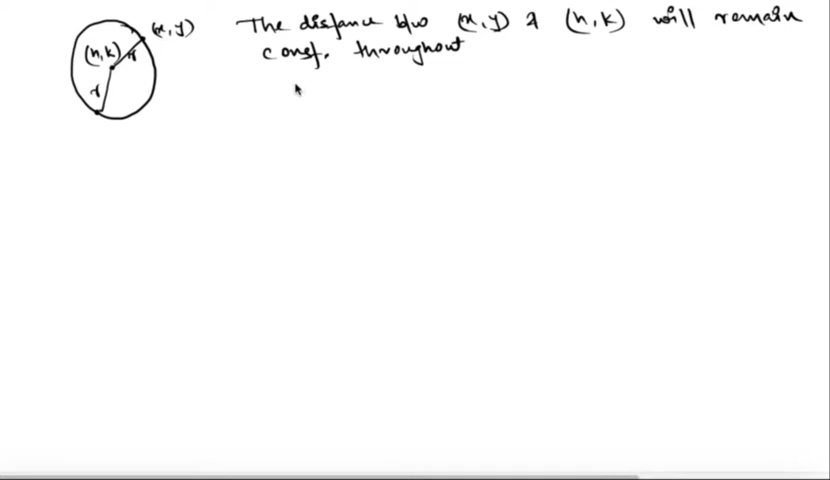 (x, y)
The distance b/w (x, y) & (h, k) will remain
(h, k) r
const. throughout
r